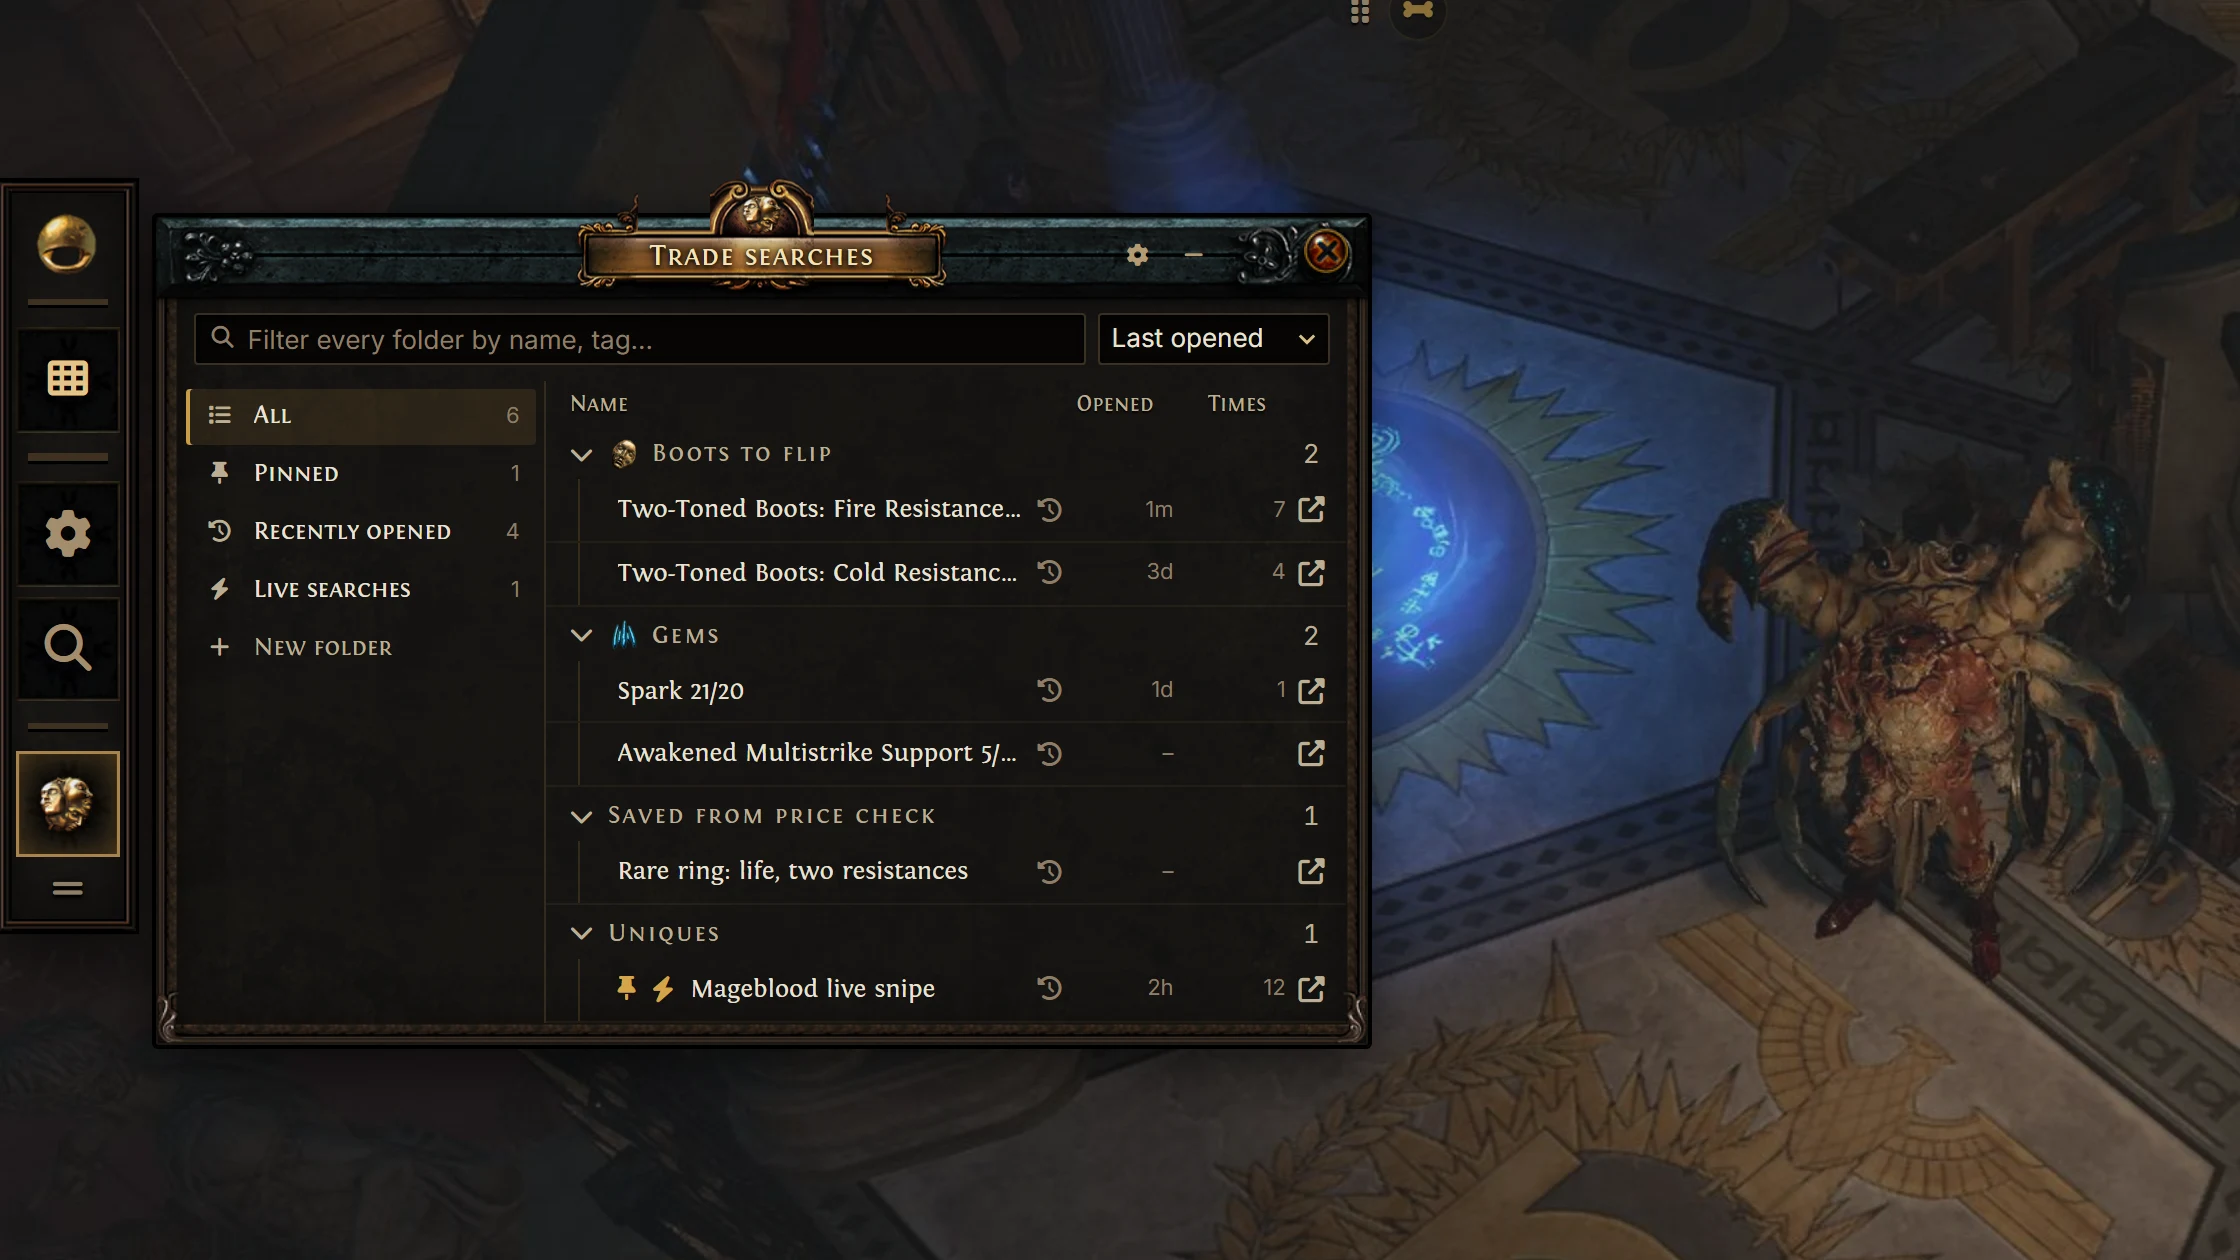 Trade searches
Filter every folder by name, tag...
Last opened
All 6
Pinned 1
Recently opened 4
Live searches 1
New folder
Name Opened Times
Boots to flip 2
Two-Toned Boots: Fire Resistance... 1m 7
Two-Toned Boots: Cold Resistanc... 3d 4
Gems 2
Spark 21/20 1d 1
Awakened Multistrike Support 5/... –
Saved from price check 1
Rare ring: life, two resistances –
Uniques 1
Mageblood live snipe 2h 12